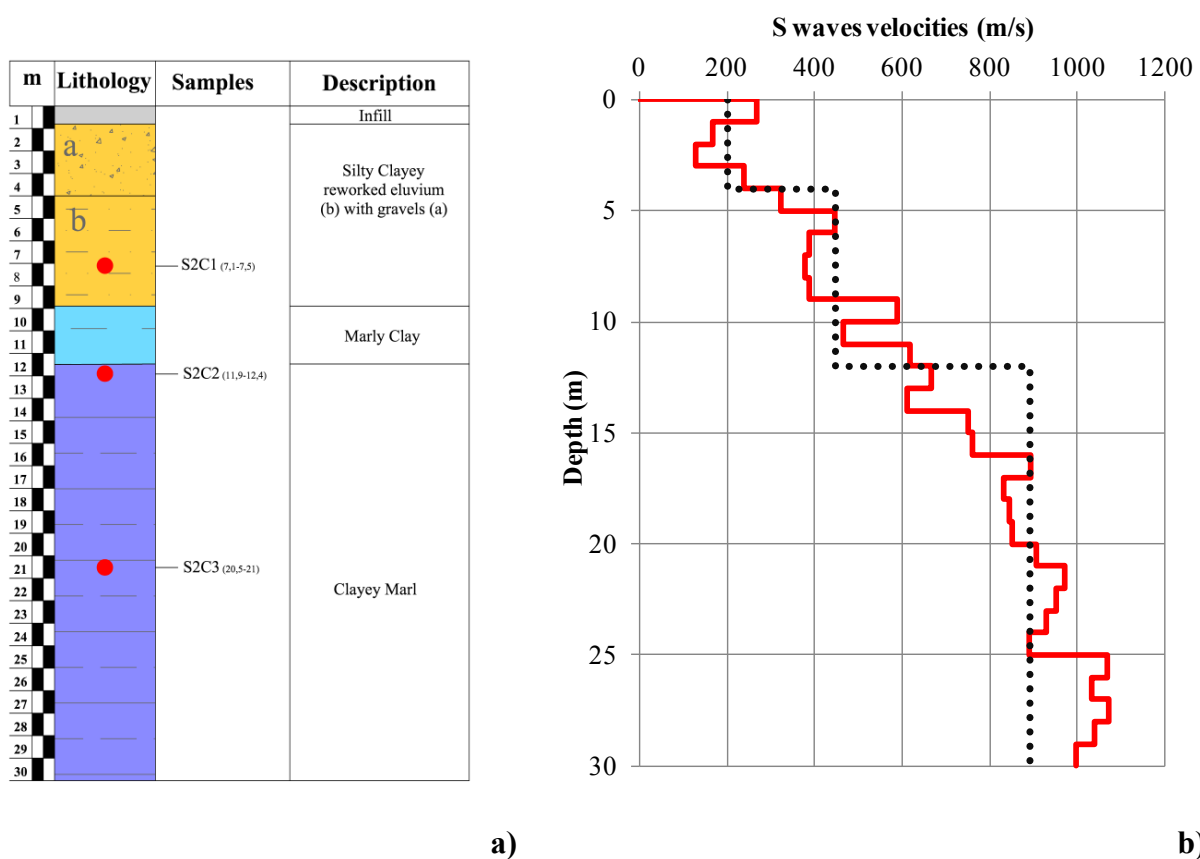 m Lithology Samples Description
1
2
3
4
5
6
7
8
9
10
11
12
13
14
15
16
17
18
19
20
21
22
23
24
25
26
27
28
29
30
a
b
S2C1 (7,1-7,5)
S2C2 (11,9-12,4)
S2C3 (20,5-21)
Infill
Silty Clayey
reworked eluvium
(b) with gravels (a)
Marly Clay
Clayey Marl
a)
S waves velocities (m/s)
0 200 400 600 800 1000 1200
Depth (m)
0
5
10
15
20
25
30
b)